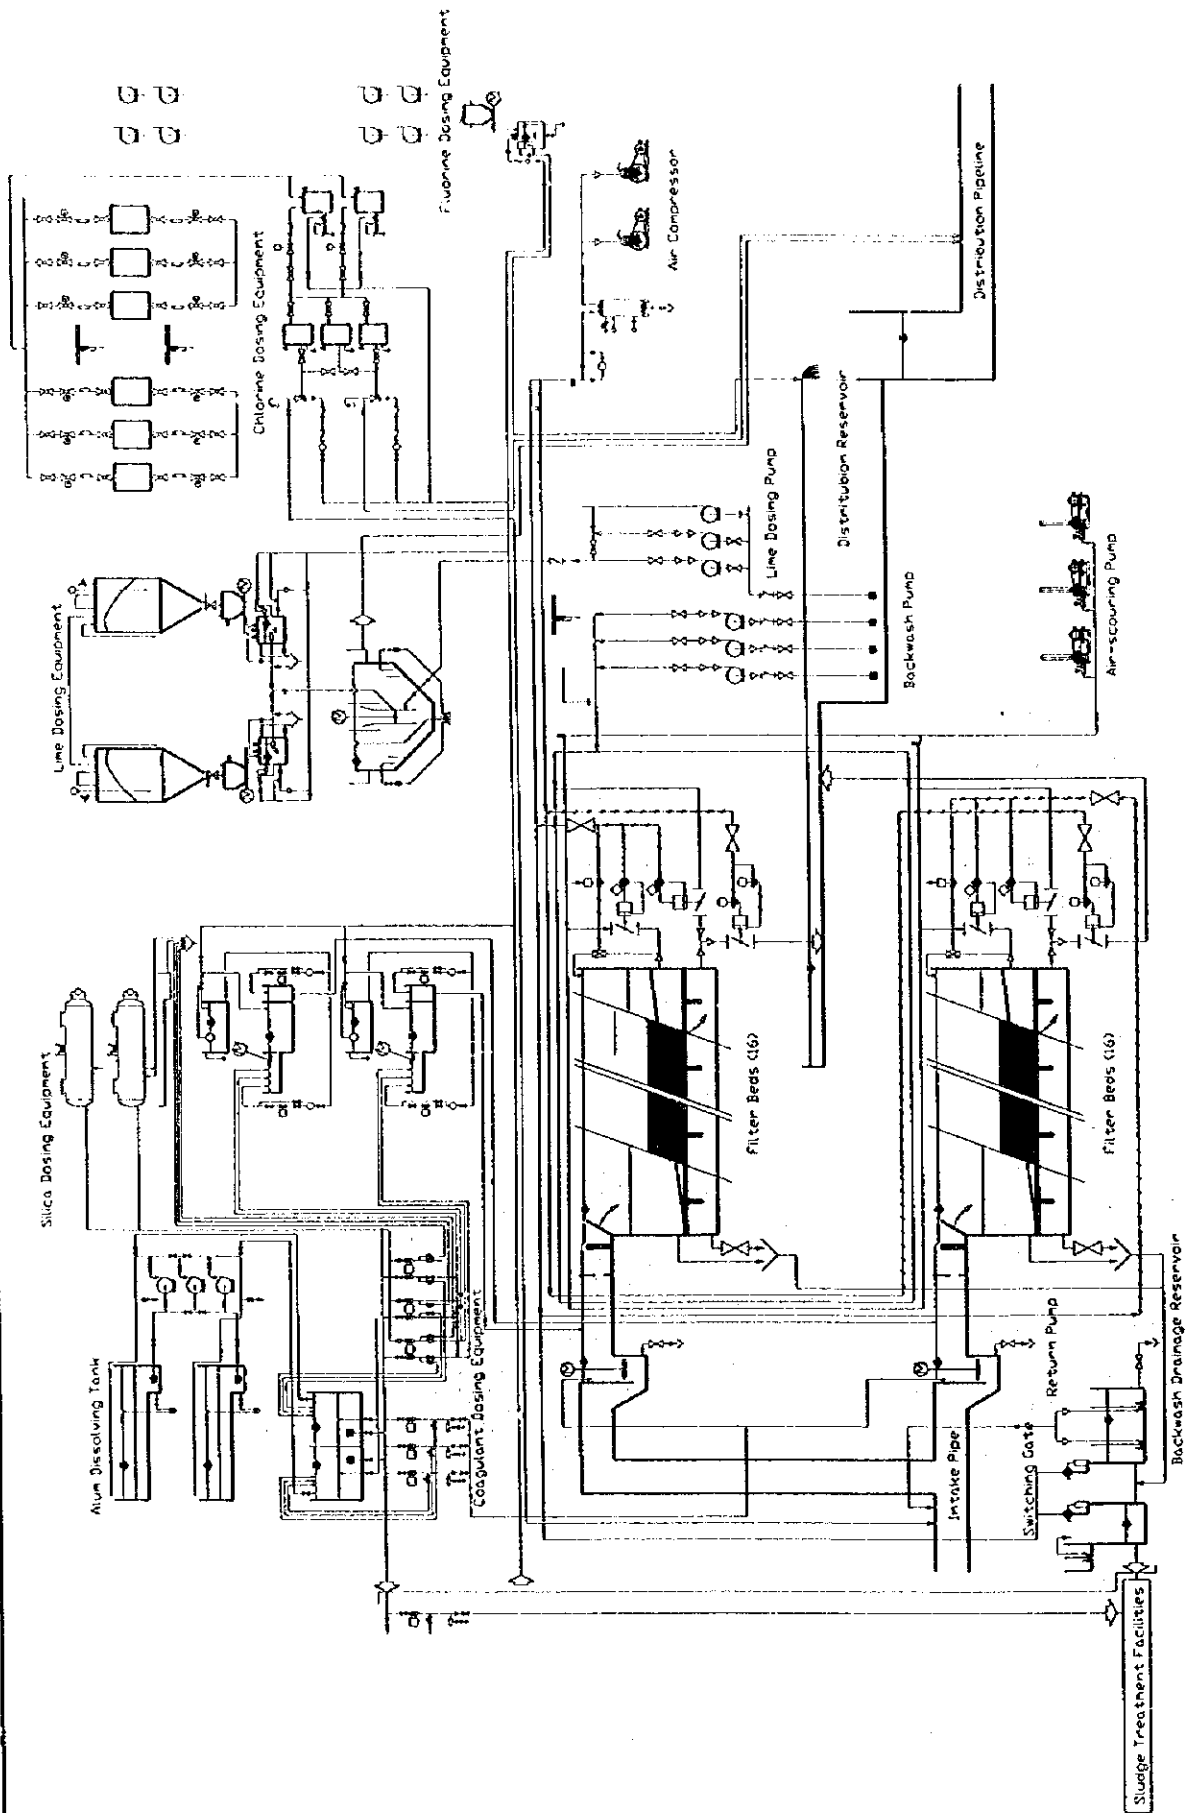 Alum Dissolving Tank
Silica Dosing Equipment
Lime Dosing Equipment
Chlorine Dosing Equipment
Fluorine Dosing Equipment
Coagulant Dosing Equipment
Air Compressor
Lime Dosing Pump
Distritubion Reservoir
Distribution Pipeline
Backwash Pump
Air-scouring Pump
Filter Beds (16)
Filter Beds (16)
Intake Pipe
Switching Gate
Return Pump
Backwash Drainage Reservoir
Sludge Treatment Facilities